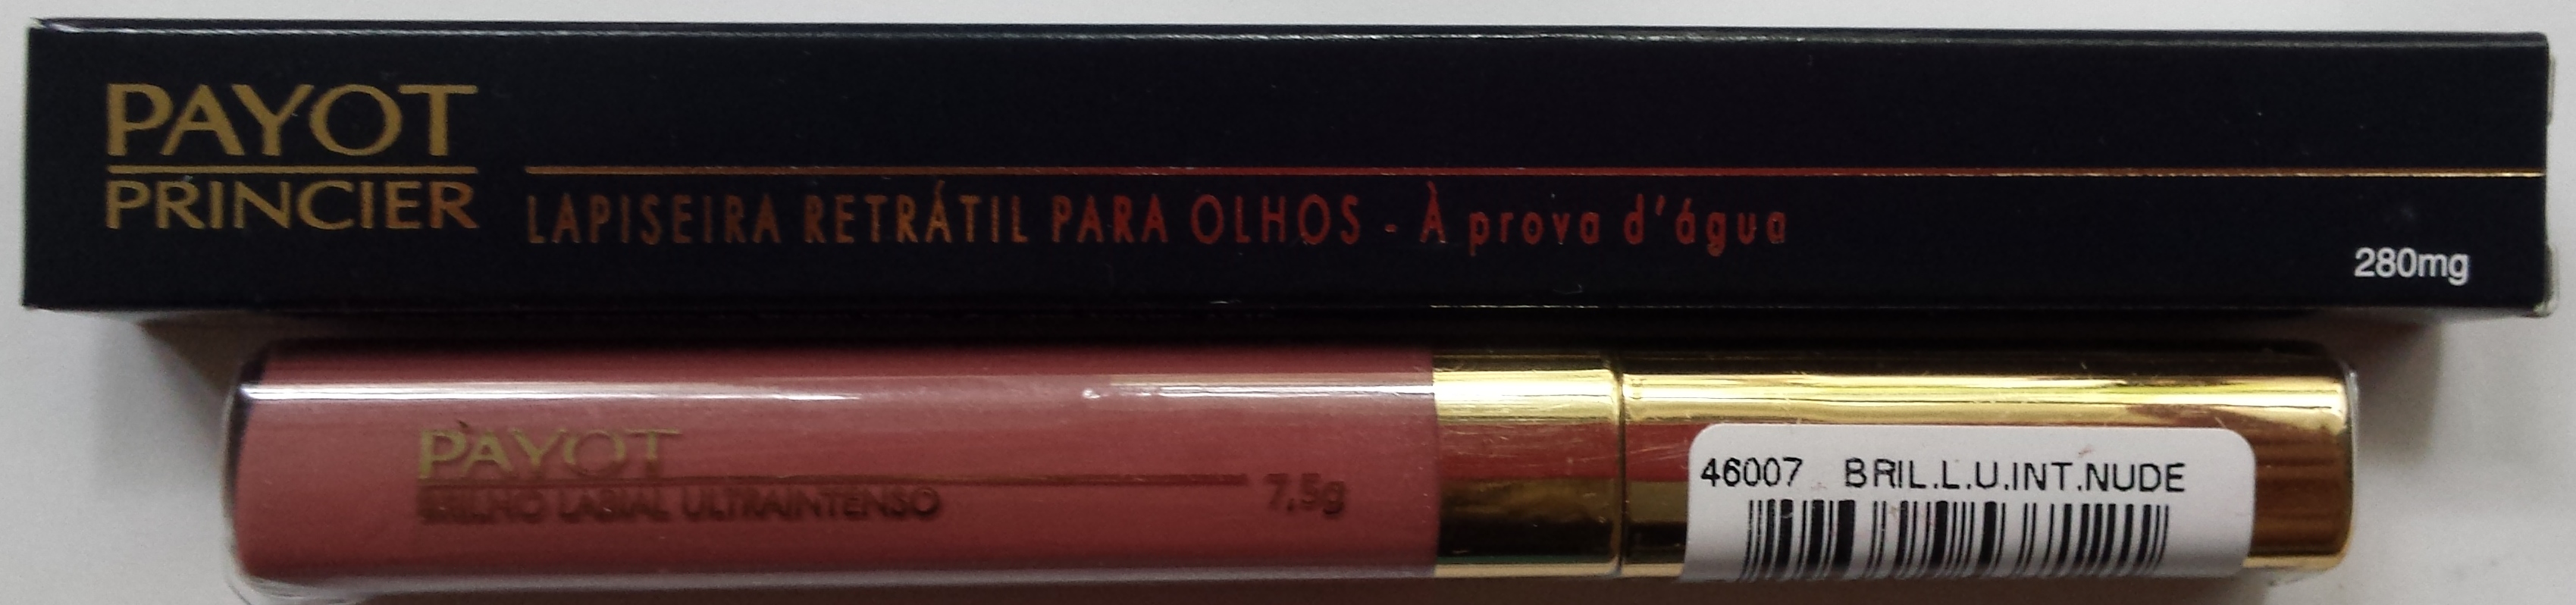 PAYOT
PRINCIER
LAPISEIRA RETRÁTIL PARA OLHOS - À prova d'água
280mg
PAYOT
BRILHO LABIAL ULTRAINTENSO
7,5g
46007 BRIL.L.U.INT.NUDE